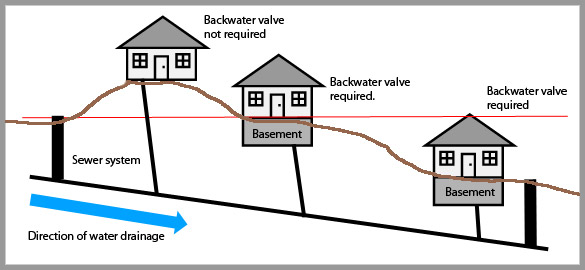 Backwater valve
not required
Backwater valve
required.
Backwater valve
required
Basement
Sewer system
Basement
Direction of water drainage